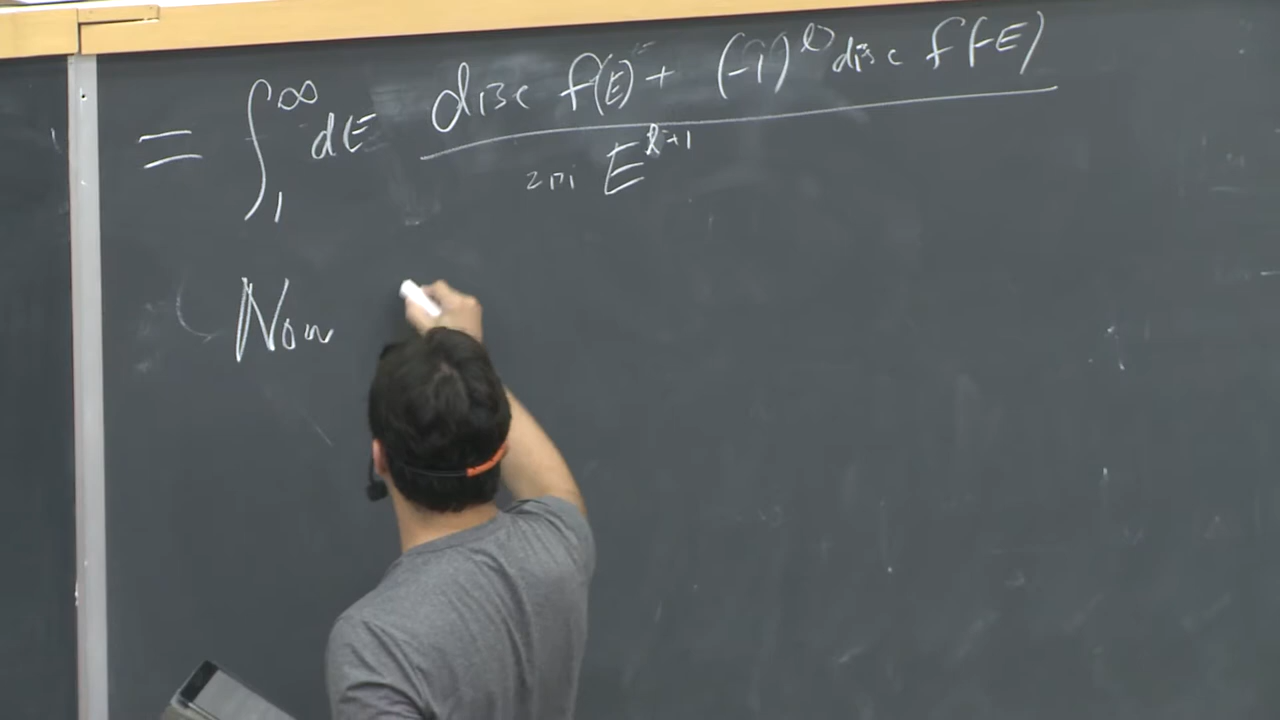 = ∫₁^∞ dE (disc f(E) + (-1)^l disc f(-E)) / (2πi E^{l+1})
Now